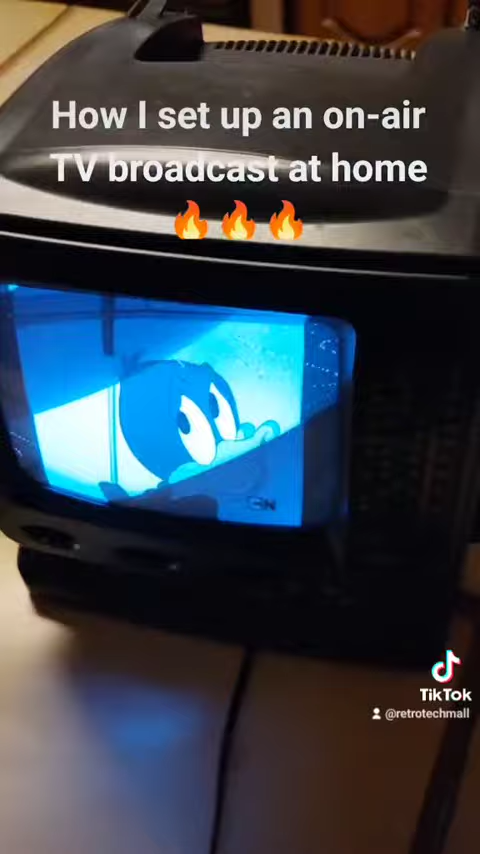 How I set up an on-air
TV broadcast at home
🔥🔥🔥
CN
TikTok
@retrotechmall